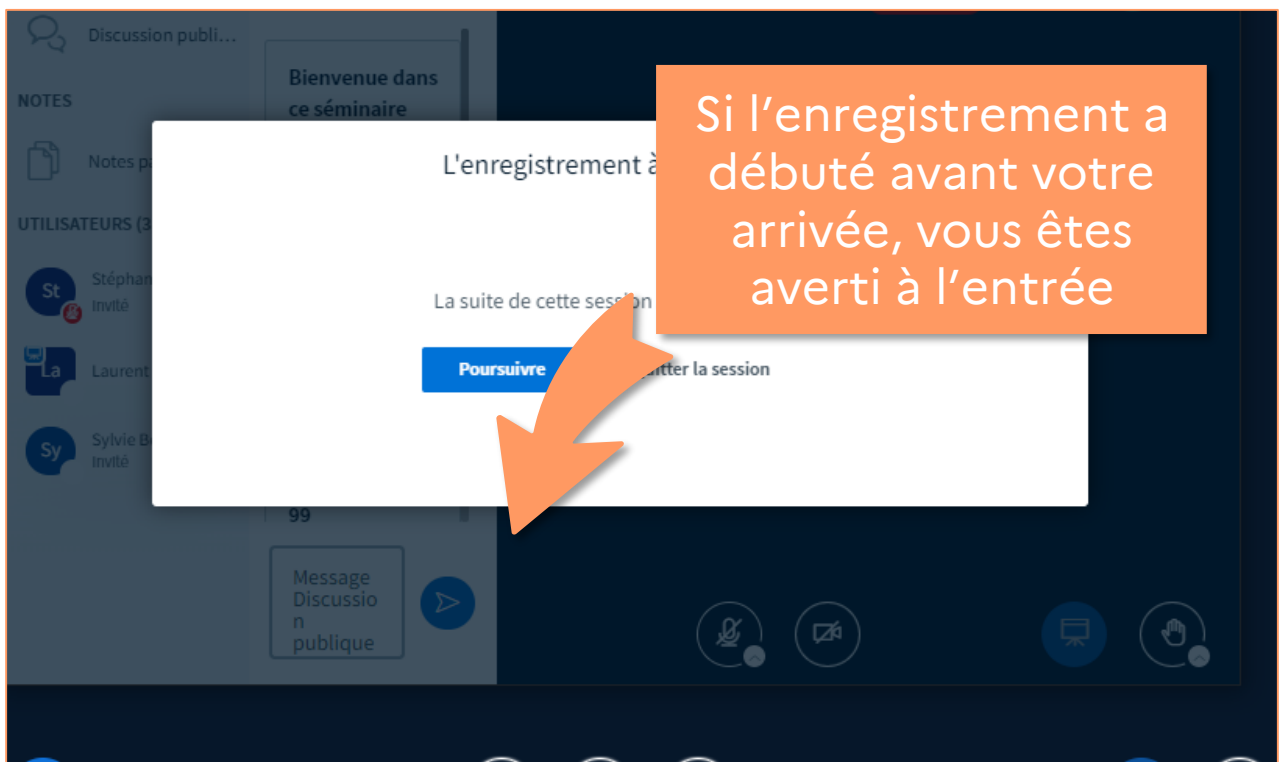 Discussion publi...
NOTES
Notes
UTILISATEURS (3
St
Stéphan
Invité
La
Laurent
Sy
Sylvie B
Invité
Bienvenue dans
ce séminaire
99
Message
Discussio
n
publique
L'enregistrement à
La suite de cette session
Poursuivre
la session
Si l’enregistrement a
débuté avant votre
arrivée, vous êtes
averti à l’entrée